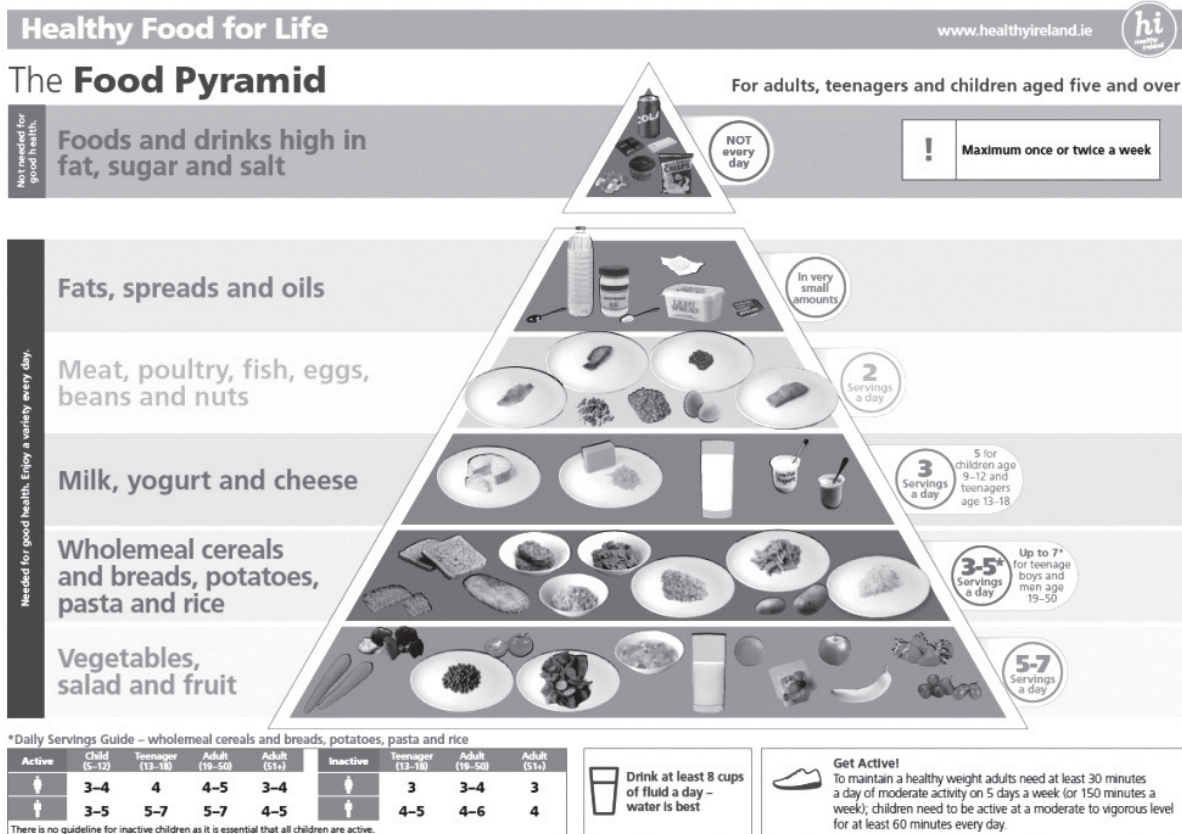 Healthy Food for Life
www.healthyireland.ie
hi
Healthy
Ireland
The Food Pyramid
For adults, teenagers and children aged five and over
Not needed for
good health.
Foods and drinks high in
fat, sugar and salt
COLA
CRISPS
NOT
every
day
!
Maximum once or twice a week
Needed for good health. Enjoy a variety every day.
Fats, spreads and oils
LIGHT
SPREAD
In very
small
amounts
Meat, poultry, fish, eggs,
beans and nuts
2
Servings
a day
Milk, yogurt and cheese
Low-Fat
Yogurt
3
Servings
a day
5 for
children age
9–12 and
teenagers
age 13–18
Wholemeal cereals
and breads, potatoes,
pasta and rice
3-5*
Servings
a day
Up to 7*
for teenage
boys and
men age
19–50
Vegetables,
salad and fruit
5-7
Servings
a day
*Daily Servings Guide – wholemeal cereals and breads, potatoes, pasta and rice
Active Child (5–12) Teenager (13–18) Adult (19–50) Adult (51+) Inactive Teenager (13–18) Adult (19–50) Adult (51+)
3–4 4 4–5 3–4 3 3–4 3
3–5 5–7 5–7 4–5 4–5 4–6 4
There is no guideline for inactive children as it is essential that all children are active.
Drink at least 8 cups
of fluid a day –
water is best
Get Active!
To maintain a healthy weight adults need at least 30 minutes
a day of moderate activity on 5 days a week (or 150 minutes a
week); children need to be active at a moderate to vigorous level
for at least 60 minutes every day.